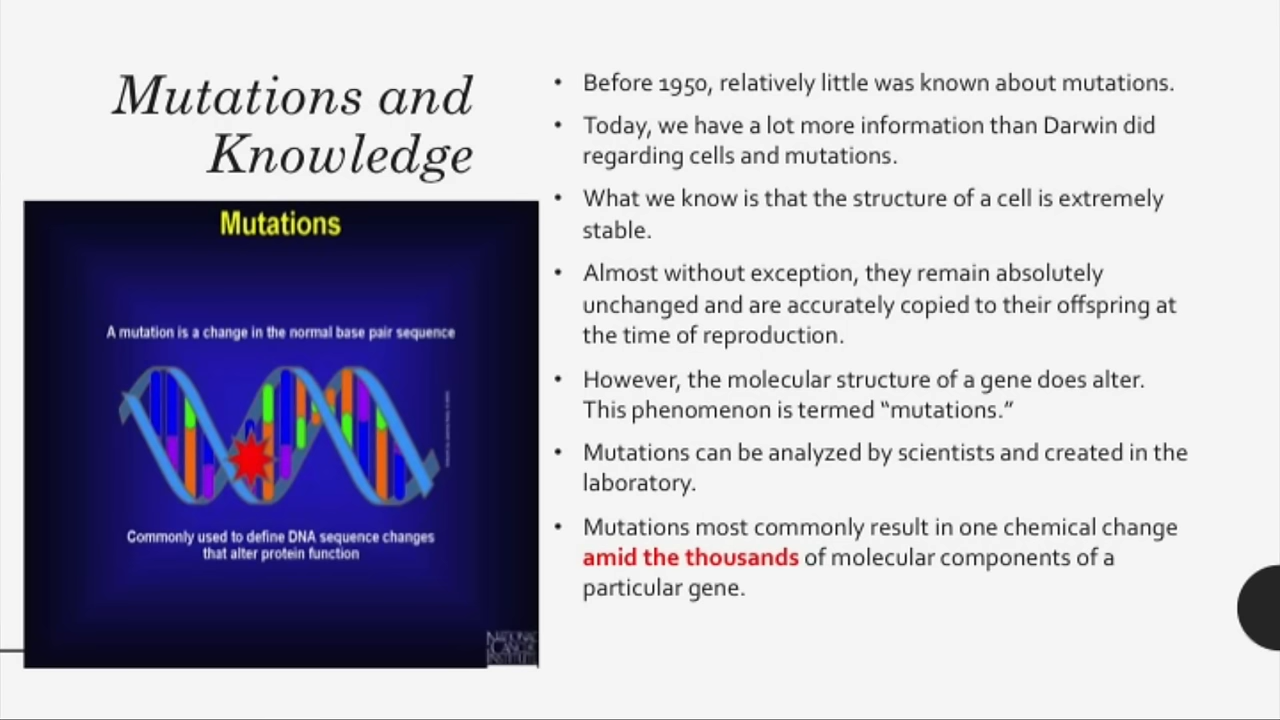 Mutations and
Knowledge
Mutations
A mutation is a change in the normal base pair sequence
Commonly used to define DNA sequence changes
that alter protein function
NATIONAL
CANCER
INSTITUTE
• Before 1950, relatively little was known about mutations.
• Today, we have a lot more information than Darwin did
regarding cells and mutations.
• What we know is that the structure of a cell is extremely
stable.
• Almost without exception, they remain absolutely
unchanged and are accurately copied to their offspring at
the time of reproduction.
• However, the molecular structure of a gene does alter.
This phenomenon is termed “mutations.”
• Mutations can be analyzed by scientists and created in the
laboratory.
• Mutations most commonly result in one chemical change
amid the thousands of molecular components of a
particular gene.